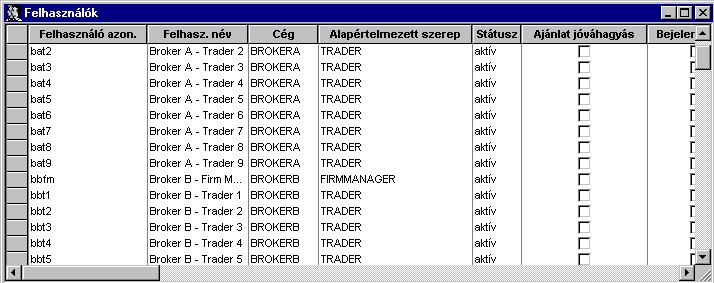 Felhasználók
Felhasználó azon. Felhasz. név Cég Alapértelmezett szerep Státusz Ajánlat jóváhagyás Bejeler
bat2 Broker A - Trader 2 BROKERA TRADER aktív
bat3 Broker A - Trader 3 BROKERA TRADER aktív
bat4 Broker A - Trader 4 BROKERA TRADER aktív
bat5 Broker A - Trader 5 BROKERA TRADER aktív
bat6 Broker A - Trader 6 BROKERA TRADER aktív
bat7 Broker A - Trader 7 BROKERA TRADER aktív
bat8 Broker A - Trader 8 BROKERA TRADER aktív
bat9 Broker A - Trader 9 BROKERA TRADER aktív
bbfm Broker B - Firm M... BROKERB FIRMMANAGER aktív
bbt1 Broker B - Trader 1 BROKERB TRADER aktív
bbt2 Broker B - Trader 2 BROKERB TRADER aktív
bbt3 Broker B - Trader 3 BROKERB TRADER aktív
bbt4 Broker B - Trader 4 BROKERB TRADER aktív
bbt5 Broker B - Trader 5 BROKERB TRADER aktív